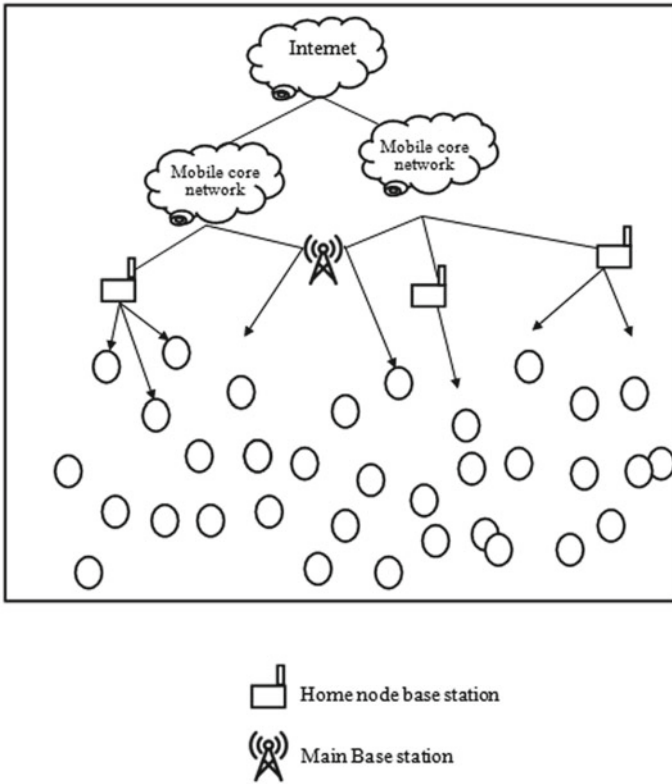 Internet
Mobile core
network
Mobile core
network
Home node base station
Main Base station